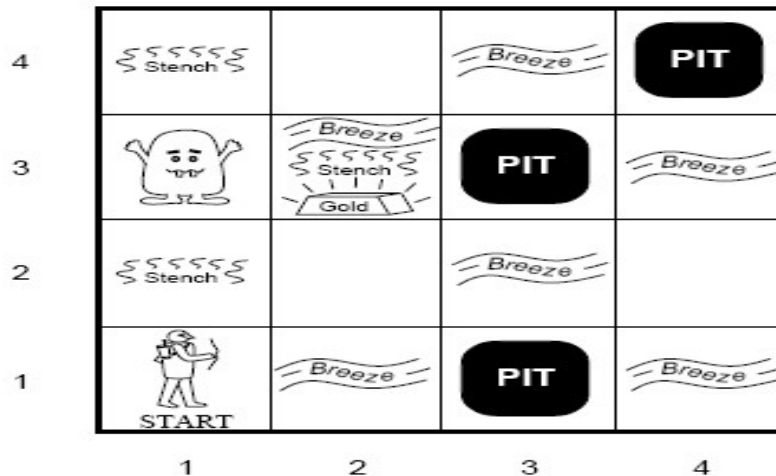 4
Stench
Breeze
PIT
3
Breeze
Stench
Gold
PIT
Breeze
2
Stench
Breeze
1
START
Breeze
PIT
Breeze
1 2 3 4